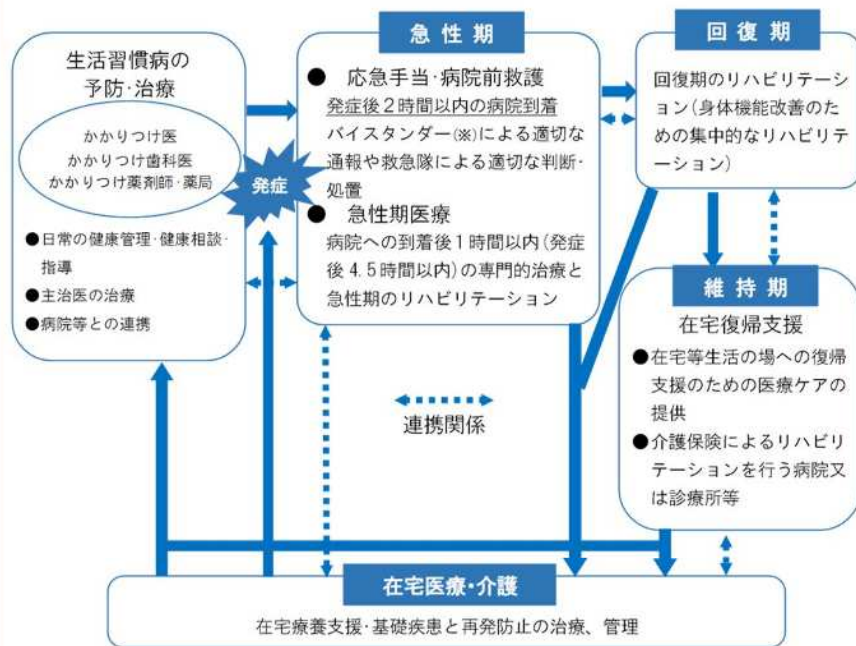 生活習慣病の
予防・治療
かかりつけ医
かかりつけ歯科医
かかりつけ薬剤師・薬局
●日常の健康管理・健康相談・
指導
●主治医の治療
●病院等との連携
発症
急性期
● 応急手当・病院前救護
発症後2時間以内の病院到着
バイスタンダー(※)による適切な
通報や救急隊による適切な判断・
処置
● 急性期医療
病院への到着後1時間以内(発症
後4.5時間以内)の専門的治療と
急性期のリハビリテーション
回復期
回復期のリハビリテー
ション(身体機能改善のた
めの集中的なリハビリテ
ーション)
維持期
在宅復帰支援
●在宅等生活の場への復帰
支援のための医療ケアの
提供
●介護保険によるリハビリ
テーションを行う病院又
は診療所等
連携関係
在宅医療・介護
在宅療養支援・基礎疾患と再発防止の治療、管理